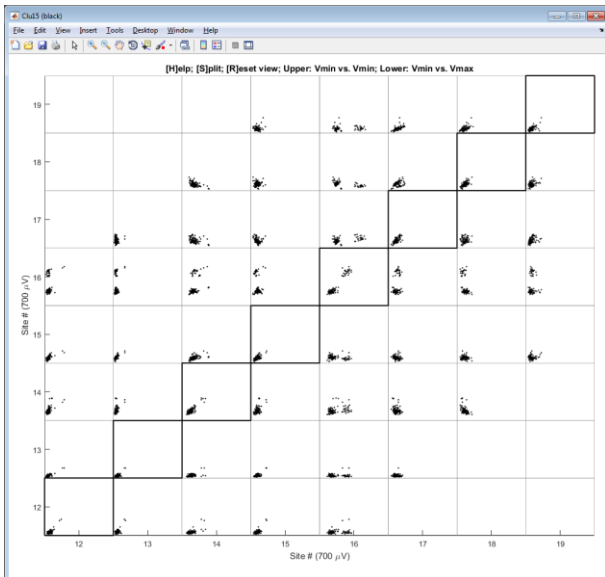 Clu15 (black)
File Edit View Insert Tools Desktop Window Help
[H]elp; [S]plit; [R]eset view; Upper: Vmin vs. Vmin; Lower: Vmin vs. Vmax
19
18
17
16
15
14
13
12
Site # (700 µV)
12 13 14 15 16 17 18 19
Site # (700 µV)